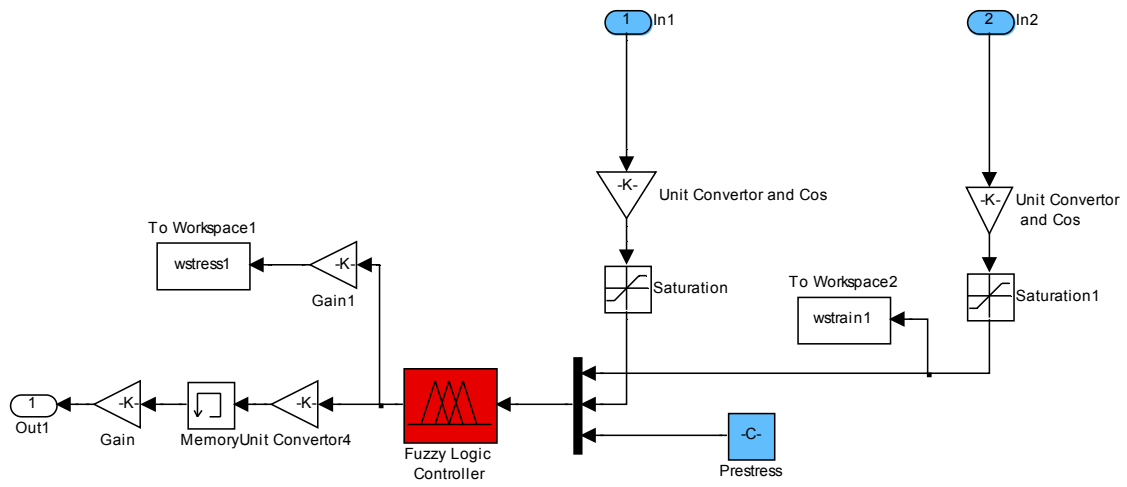 1
In1
2
In2
-K-
Unit Convertor and Cos
-K-
Unit Convertor
and Cos
To Workspace1
wstress1
-K-
Gain1
Saturation
To Workspace2
wstrain1
Saturation1
1
Out1
-K-
Gain
Memory
-K-
Unit Convertor4
Fuzzy Logic
Controller
-C-
Prestress